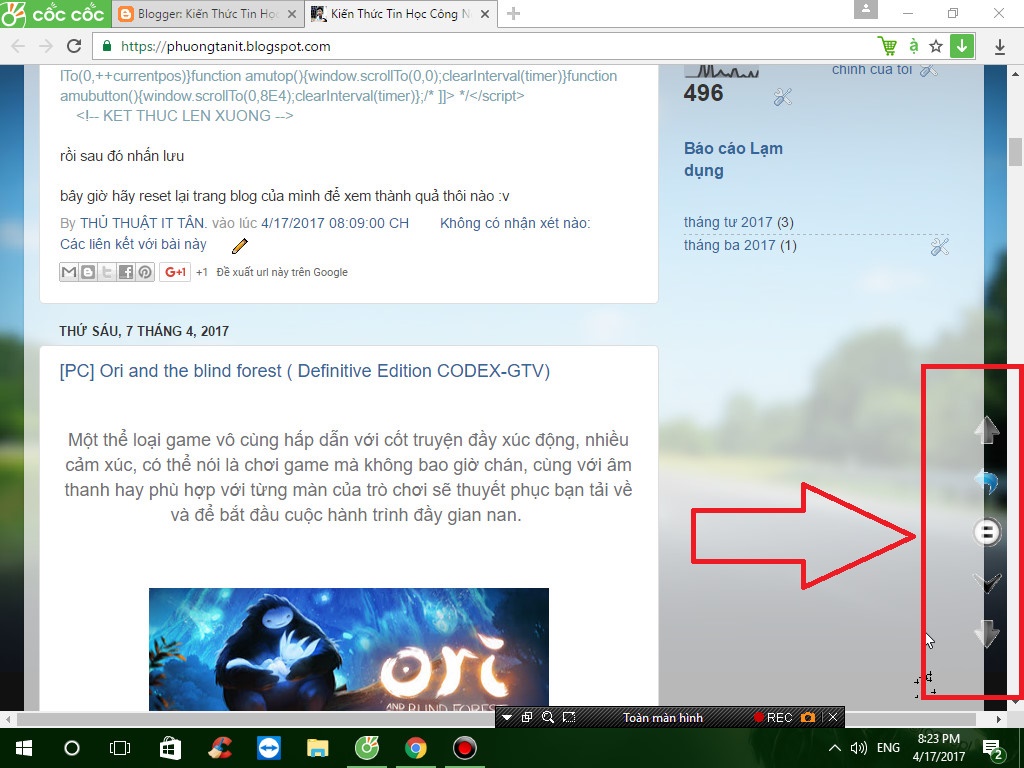 cốc cốc
Blogger: Kiến Thức Tin Học
Kiến Thức Tin Học Công N
https://phuongtanit.blogspot.com
lTo(0,++currentpos)}function amutop(){window.scrollTo(0,0);clearInterval(timer)}function
amubutton(){window.scrollTo(0,8E4);clearInterval(timer)};/* ]]> */</script>
<!-- KET THUC LEN XUONG -->
rồi sau đó nhấn lưu
bây giờ hãy reset lại trang blog của mình để xem thành quả thôi nào :v
By THỦ THUẬT IT TÂN. vào lúc 4/17/2017 08:09:00 CH Không có nhận xét nào:
Các liên kết với bài này
G+1 +1 Đề xuất url này trên Google
THỨ SÁU, 7 THÁNG 4, 2017
[PC] Ori and the blind forest ( Definitive Edition CODEX-GTV)
Một thể loại game vô cùng hấp dẫn với cốt truyện đầy xúc động, nhiều
cảm xúc, có thể nói là chơi game mà không bao giờ chán, cùng với âm
thanh hay phù hợp với từng màn của trò chơi sẽ thuyết phục bạn tải về
và để bắt đầu cuộc hành trình đầy gian nan.
ori
AND BLIND FOREST
chính của tôi
496
Báo cáo Lạm
dụng
tháng tư 2017 (3)
tháng ba 2017 (1)
Toàn màn hình
REC
ENG
8:23 PM
4/17/2017
2